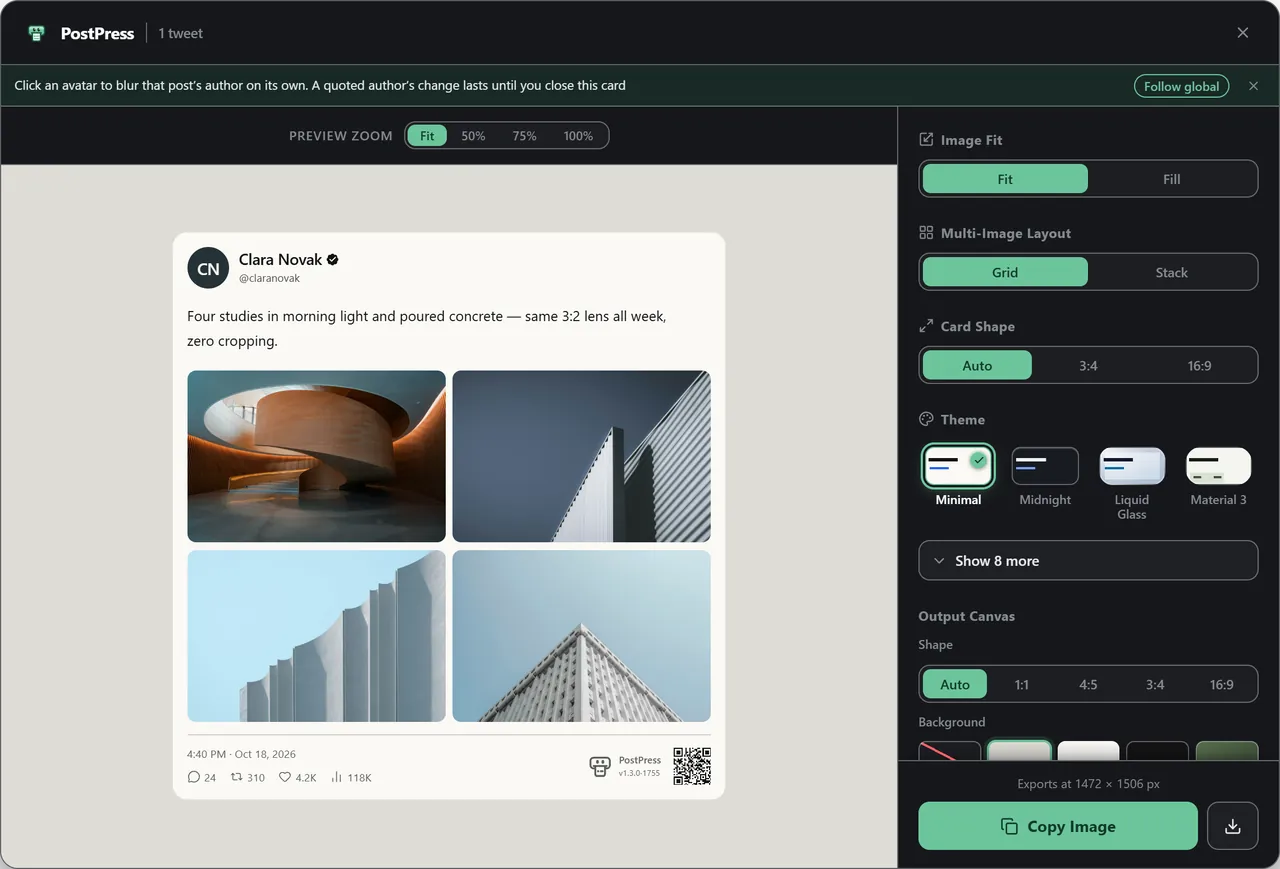 PostPress
1 tweet
Click an avatar to blur that post's author on its own. A quoted author's change lasts until you close this card
Follow global
PREVIEW ZOOM
Fit
50%
75%
100%
CN
Clara Novak
@claranovak
Four studies in morning light and poured concrete — same 3:2 lens all week,
zero cropping.
4:40 PM · Oct 18, 2026
24
310
4.2K
118K
PostPress
v1.3.0-1755
Image Fit
Fit
Fill
Multi-Image Layout
Grid
Stack
Card Shape
Auto
3:4
16:9
Theme
Minimal
Midnight
Liquid
Glass
Material 3
Show 8 more
Output Canvas
Shape
Auto
1:1
4:5
3:4
16:9
Background
Exports at 1472 × 1506 px
Copy Image